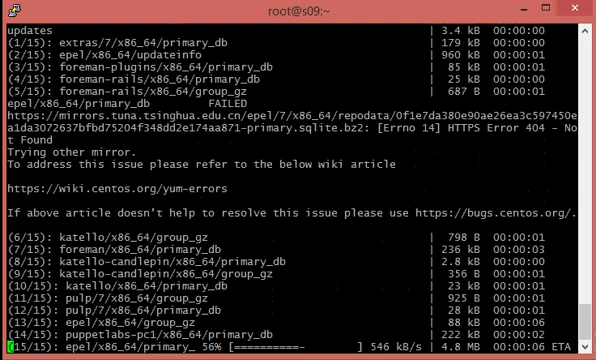 root@s09:~
updates | 3.4 kB 00:00:00
(1/15): extras/7/x86_64/primary_db | 179 kB 00:00:00
(2/15): epel/x86_64/updateinfo | 960 kB 00:00:01
(3/15): foreman-plugins/x86_64/primary_db | 85 kB 00:00:01
(4/15): foreman-rails/x86_64/primary_db | 25 kB 00:00:00
(5/15): foreman-rails/x86_64/group_gz | 687 B 00:00:01
epel/x86_64/primary_db FAILED
https://mirrors.tuna.tsinghua.edu.cn/epel/7/x86_64/repodata/0f1e7da380e90ae26ea3c597450e
a1da3072637bfbd75204f348dd2e174aa871-primary.sqlite.bz2: [Errno 14] HTTPS Error 404 - No
t Found
Trying other mirror.
To address this issue please refer to the below wiki article
https://wiki.centos.org/yum-errors
If above article doesn't help to resolve this issue please use https://bugs.centos.org/.
(6/15): katello/x86_64/group_gz | 798 B 00:00:01
(7/15): foreman/x86_64/primary_db | 236 kB 00:00:03
(8/15): katello-candlepin/x86_64/primary_db | 2.8 kB 00:00:00
(9/15): katello-candlepin/x86_64/group_gz | 356 B 00:00:01
(10/15): katello/x86_64/primary_db | 23 kB 00:00:01
(11/15): pulp/7/x86_64/group_gz | 925 B 00:00:01
(12/15): pulp/7/x86_64/primary_db | 28 kB 00:00:01
(13/15): epel/x86_64/group_gz | 88 kB 00:00:06
(14/15): puppetlabs-pc1/x86_64/primary_db | 222 kB 00:00:02
(15/15): epel/x86_64/primary_ 56% [==========- ] 546 kB/s | 4.8 MB 00:00:06 ETA